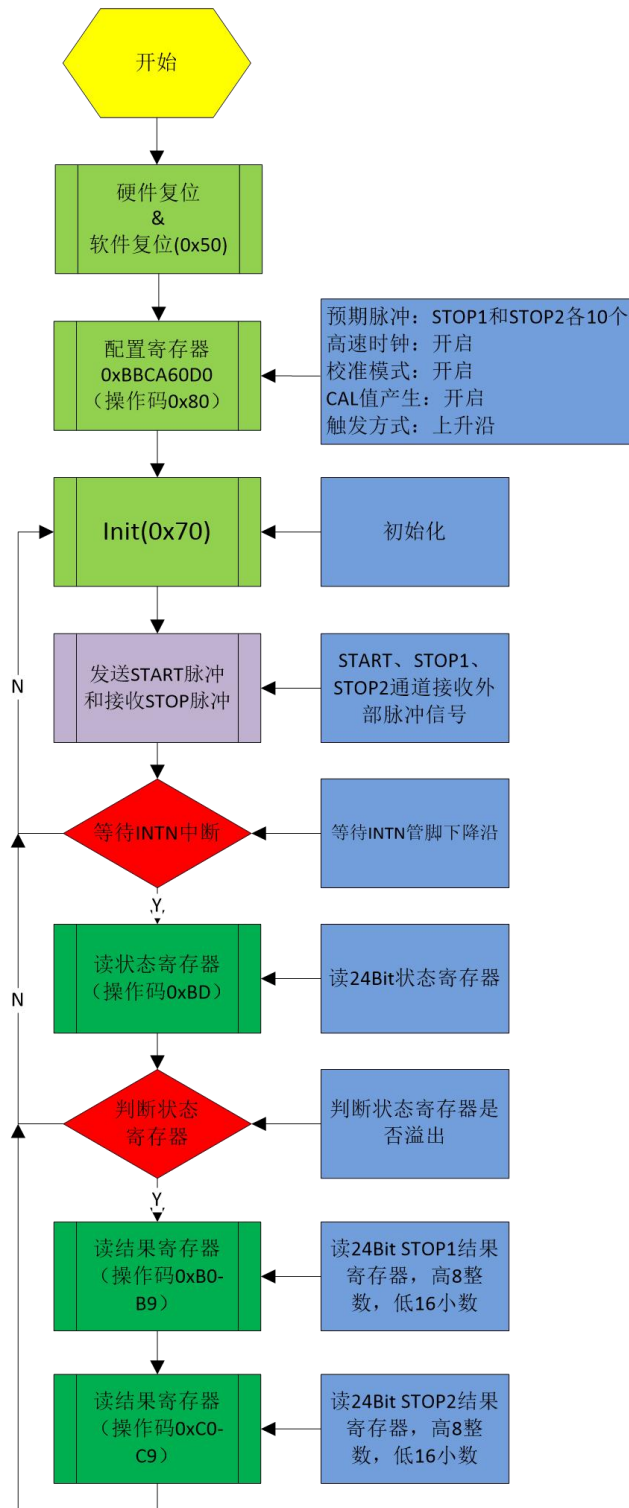 开始
硬件复位
&
软件复位(0x50)
配置寄存器
0xBBCA60D0
（操作码0x80）
预期脉冲：STOP1和STOP2各10个
高速时钟：开启
校准模式：开启
CAL值产生：开启
触发方式：上升沿
Init(0x70)
初始化
N
发送START脉冲
和接收STOP脉冲
START、STOP1、
STOP2通道接收外
部脉冲信号
等待INTN中断
等待INTN管脚下降沿
Y
读状态寄存器
（操作码0xBD）
读24Bit状态寄存器
N
判断状态
寄存器
判断状态寄存器是
否溢出
Y
读结果寄存器
（操作码0xB0-
B9）
读24Bit STOP1结果
寄存器，高8整
数，低16小数
读结果寄存器
（操作码0xC0-
C9）
读24Bit STOP2结果
寄存器，高8整
数，低16小数